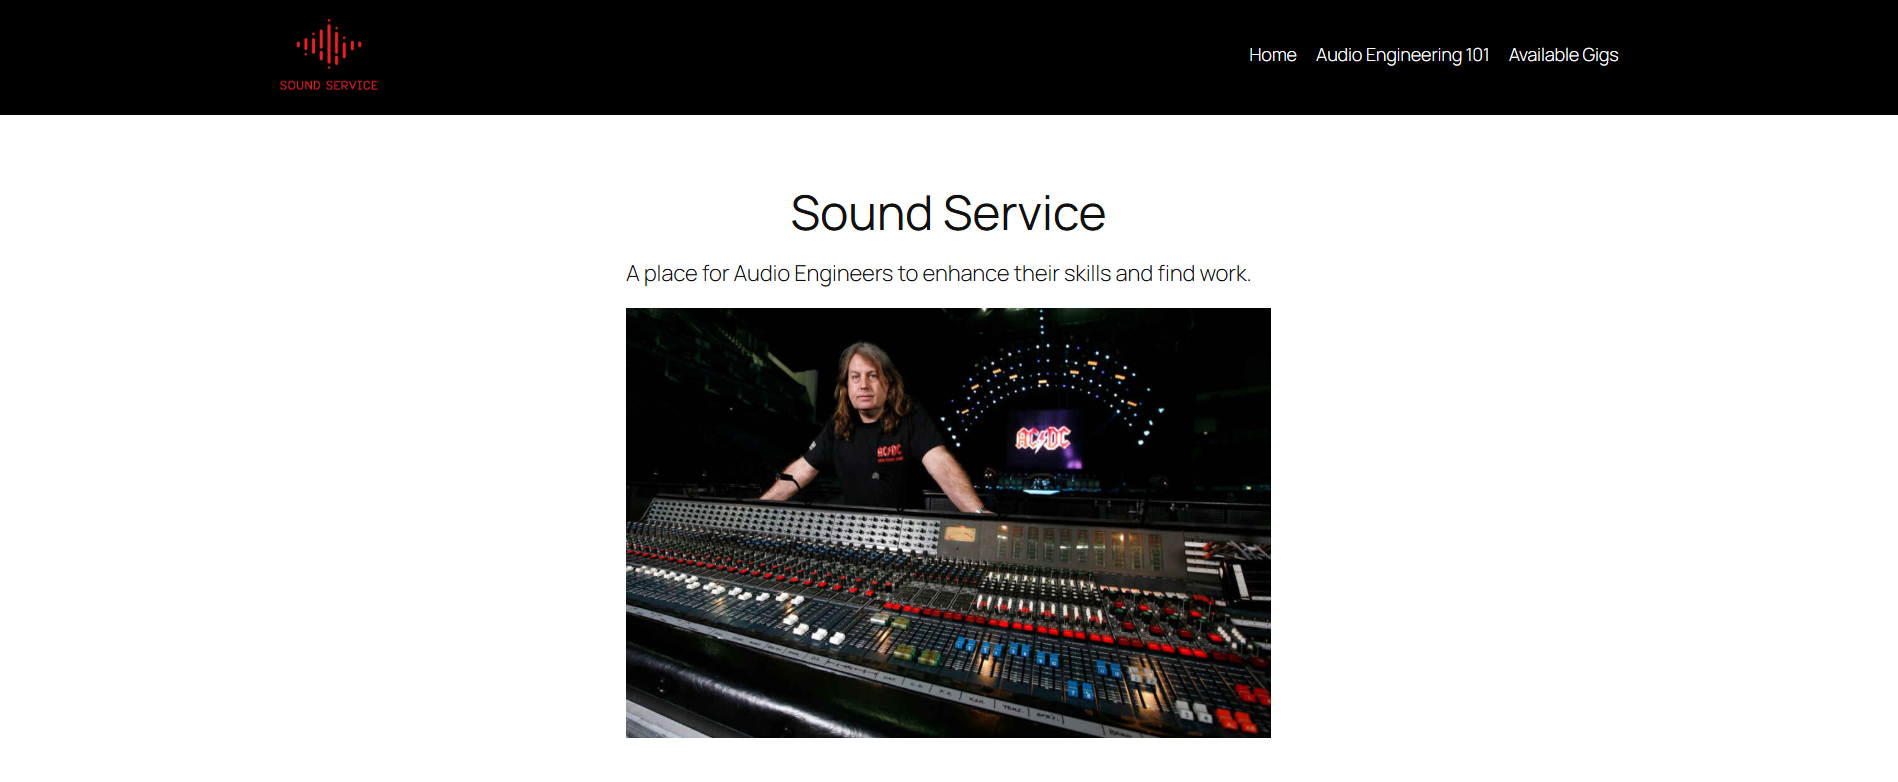 SOUND SERVICE
Home Audio Engineering 101 Available Gigs
Sound Service
A place for Audio Engineers to enhance their skills and find work.
AC/DC
AC/DC